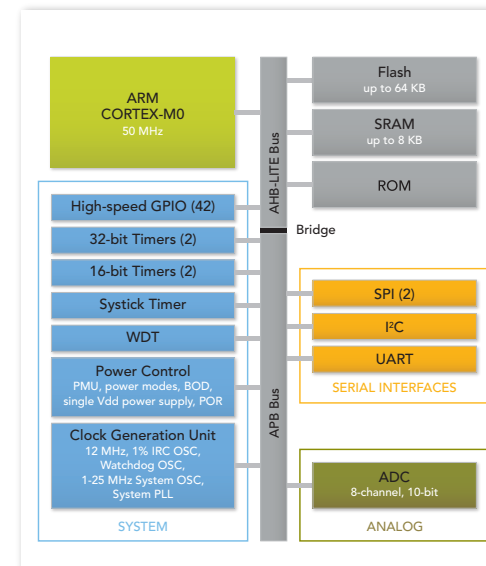 ARM
CORTEX-M0
50 MHz
AHB-LITE Bus
Flash
up to 64 KB
SRAM
up to 8 KB
ROM
Bridge
High-speed GPIO (42)
32-bit Timers (2)
16-bit Timers (2)
Systick Timer
WDT
Power Control
PMU, power modes, BOD,
single Vdd power supply, POR
Clock Generation Unit
12 MHz, 1% IRC OSC,
Watchdog OSC,
1-25 MHz System OSC,
System PLL
SYSTEM
APB Bus
SPI (2)
I²C
UART
SERIAL INTERFACES
ADC
8-channel, 10-bit
ANALOG